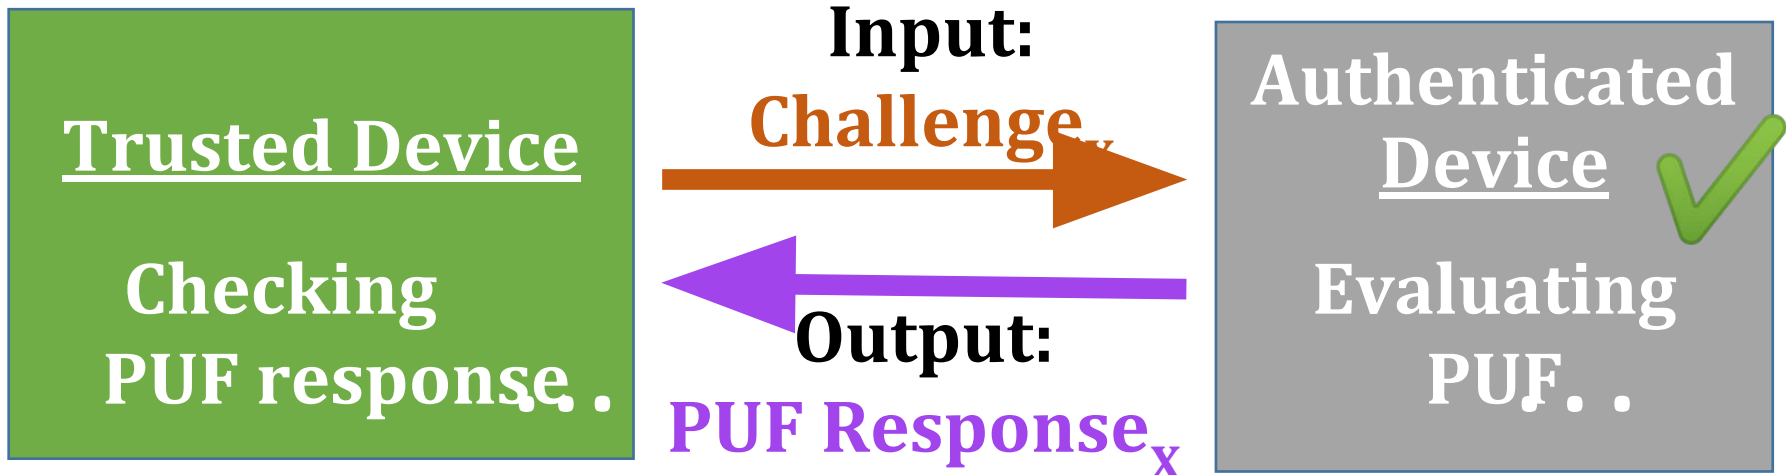 Trusted Device
Checking
PUF response...
Input:
Challengeₓ
Output:
PUF Responseₓ
Authenticated
Device
Evaluating
PUF...